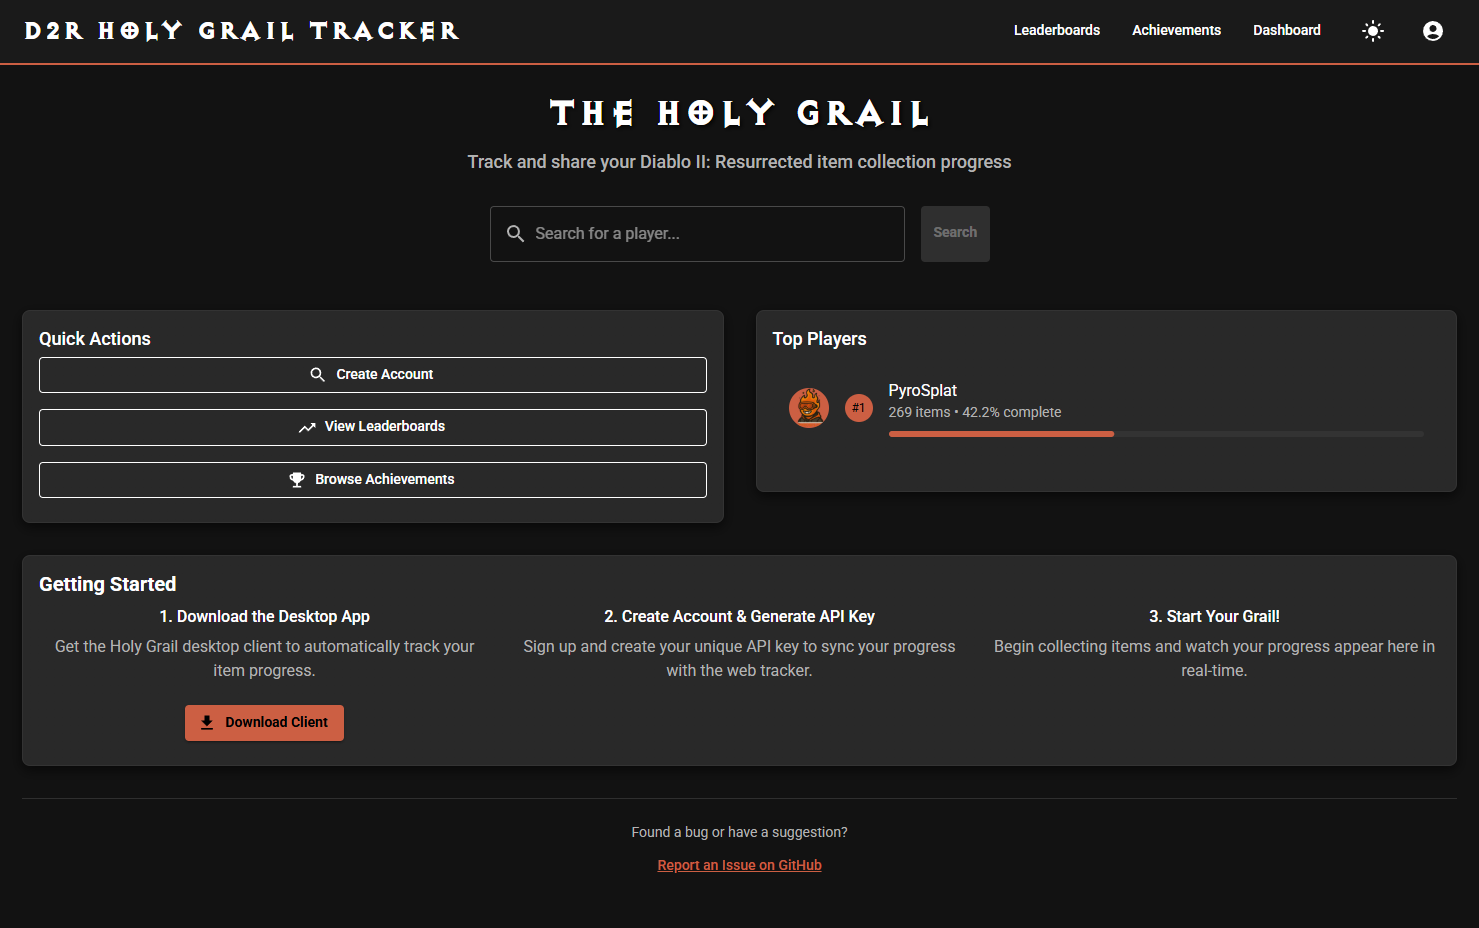 D2R HOLY GRAIL TRACKER
Leaderboards
Achievements
Dashboard
THE HOLY GRAIL
Track and share your Diablo II: Resurrected item collection progress
Search for a player...
Search
Quick Actions
Create Account
View Leaderboards
Browse Achievements
Top Players
#1
PyroSplat
269 items • 42.2% complete
Getting Started
1. Download the Desktop App
Get the Holy Grail desktop client to automatically track your
item progress.
Download Client
2. Create Account & Generate API Key
Sign up and create your unique API key to sync your progress
with the web tracker.
3. Start Your Grail!
Begin collecting items and watch your progress appear here in
real-time.
Found a bug or have a suggestion?
Report an Issue on GitHub